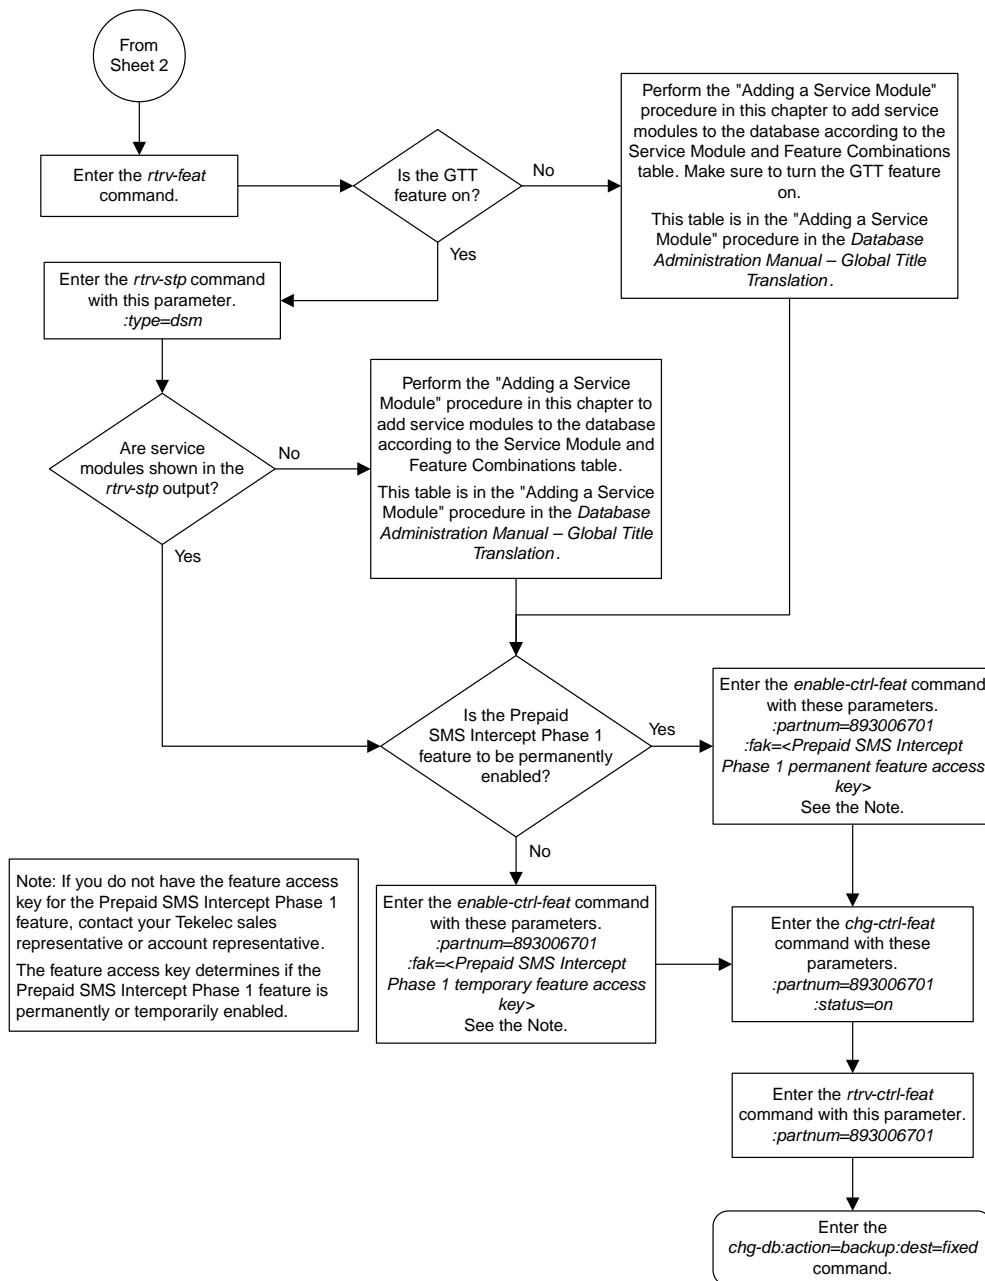 From
Sheet 2
Enter the rtrv-feat
command.
Is the GTT
feature on?
No
Yes
Perform the "Adding a Service Module"
procedure in this chapter to add service
modules to the database according to the
Service Module and Feature Combinations
table. Make sure to turn the GTT feature
on.
This table is in the "Adding a Service
Module" procedure in the Database
Administration Manual – Global Title
Translation.
Enter the rtrv-stp command
with this parameter.
:type=dsm
Are service
modules shown in the
rtrv-stp output?
No
Yes
Perform the "Adding a Service
Module" procedure in this chapter to
add service modules to the database
according to the Service Module and
Feature Combinations table.
This table is in the "Adding a Service
Module" procedure in the Database
Administration Manual – Global Title
Translation.
Is the Prepaid
SMS Intercept Phase 1
feature to be permanently
enabled?
Yes
No
Enter the enable-ctrl-feat command
with these parameters.
:partnum=893006701
:fak=<Prepaid SMS Intercept
Phase 1 permanent feature access
key>
See the Note.
Note: If you do not have the feature access
key for the Prepaid SMS Intercept Phase 1
feature, contact your Tekelec sales
representative or account representative.
The feature access key determines if the
Prepaid SMS Intercept Phase 1 feature is
permanently or temporarily enabled.
Enter the enable-ctrl-feat command
with these parameters.
:partnum=893006701
:fak=<Prepaid SMS Intercept
Phase 1 temporary feature access
key>
See the Note.
Enter the chg-ctrl-feat
command with these
parameters.
:partnum=893006701
:status=on
Enter the rtrv-ctrl-feat
command with this parameter.
:partnum=893006701
Enter the
chg-db:action=backup:dest=fixed
command.